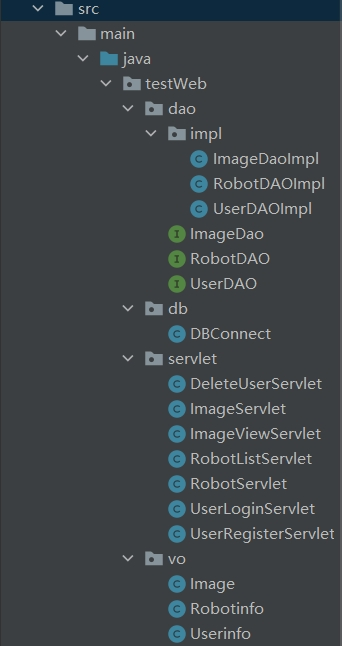 src
main
java
testWeb
dao
impl
C ImageDaoImpl
C RobotDAOImpl
C UserDAOImpl
I ImageDao
I RobotDAO
I UserDAO
db
C DBConnect
servlet
C DeleteUserServlet
C ImageServlet
C ImageViewServlet
C RobotListServlet
C RobotServlet
C UserLoginServlet
C UserRegisterServlet
vo
C Image
C Robotinfo
C Userinfo